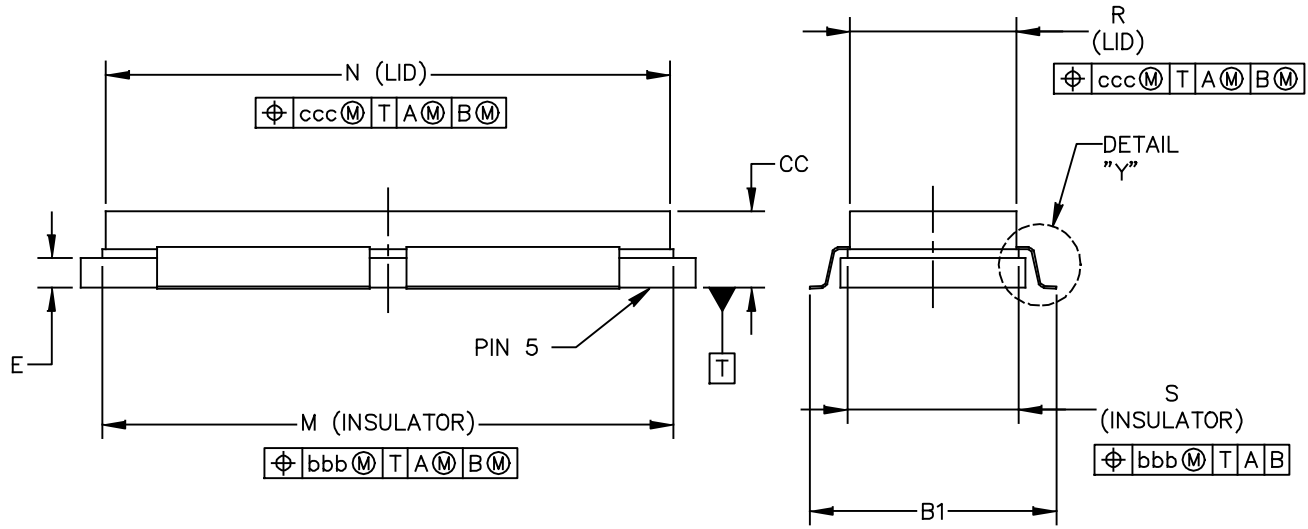 R
(LID)
N (LID)
⌖ ccc Ⓜ T A Ⓜ B Ⓜ
⌖ ccc Ⓜ T A Ⓜ B Ⓜ
DETAIL
"Y"
CC
PIN 5
E
T
S
(INSULATOR)
M (INSULATOR)
⌖ bbb Ⓜ T A Ⓜ B Ⓜ
⌖ bbb Ⓜ T A B
B1